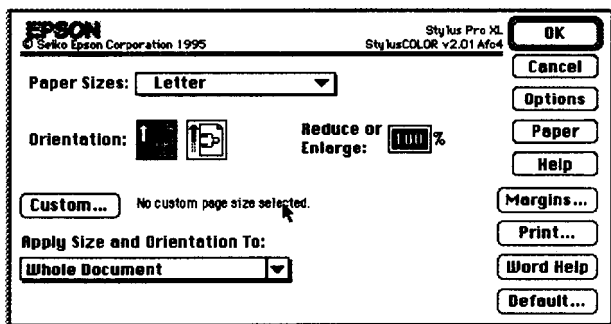 EPSON
© Seiko Epson Corporation 1995
Stylus Pro XL
StylusCOLOR v2.01 Afc4
OK
Cancel
Paper Sizes: Letter
Options
Orientation:
Reduce or
Enlarge: 100 %
Paper
Help
Custom... No custom page size selected.
Margins...
Print...
Apply Size and Orientation To:
Whole Document
Word Help
Default...